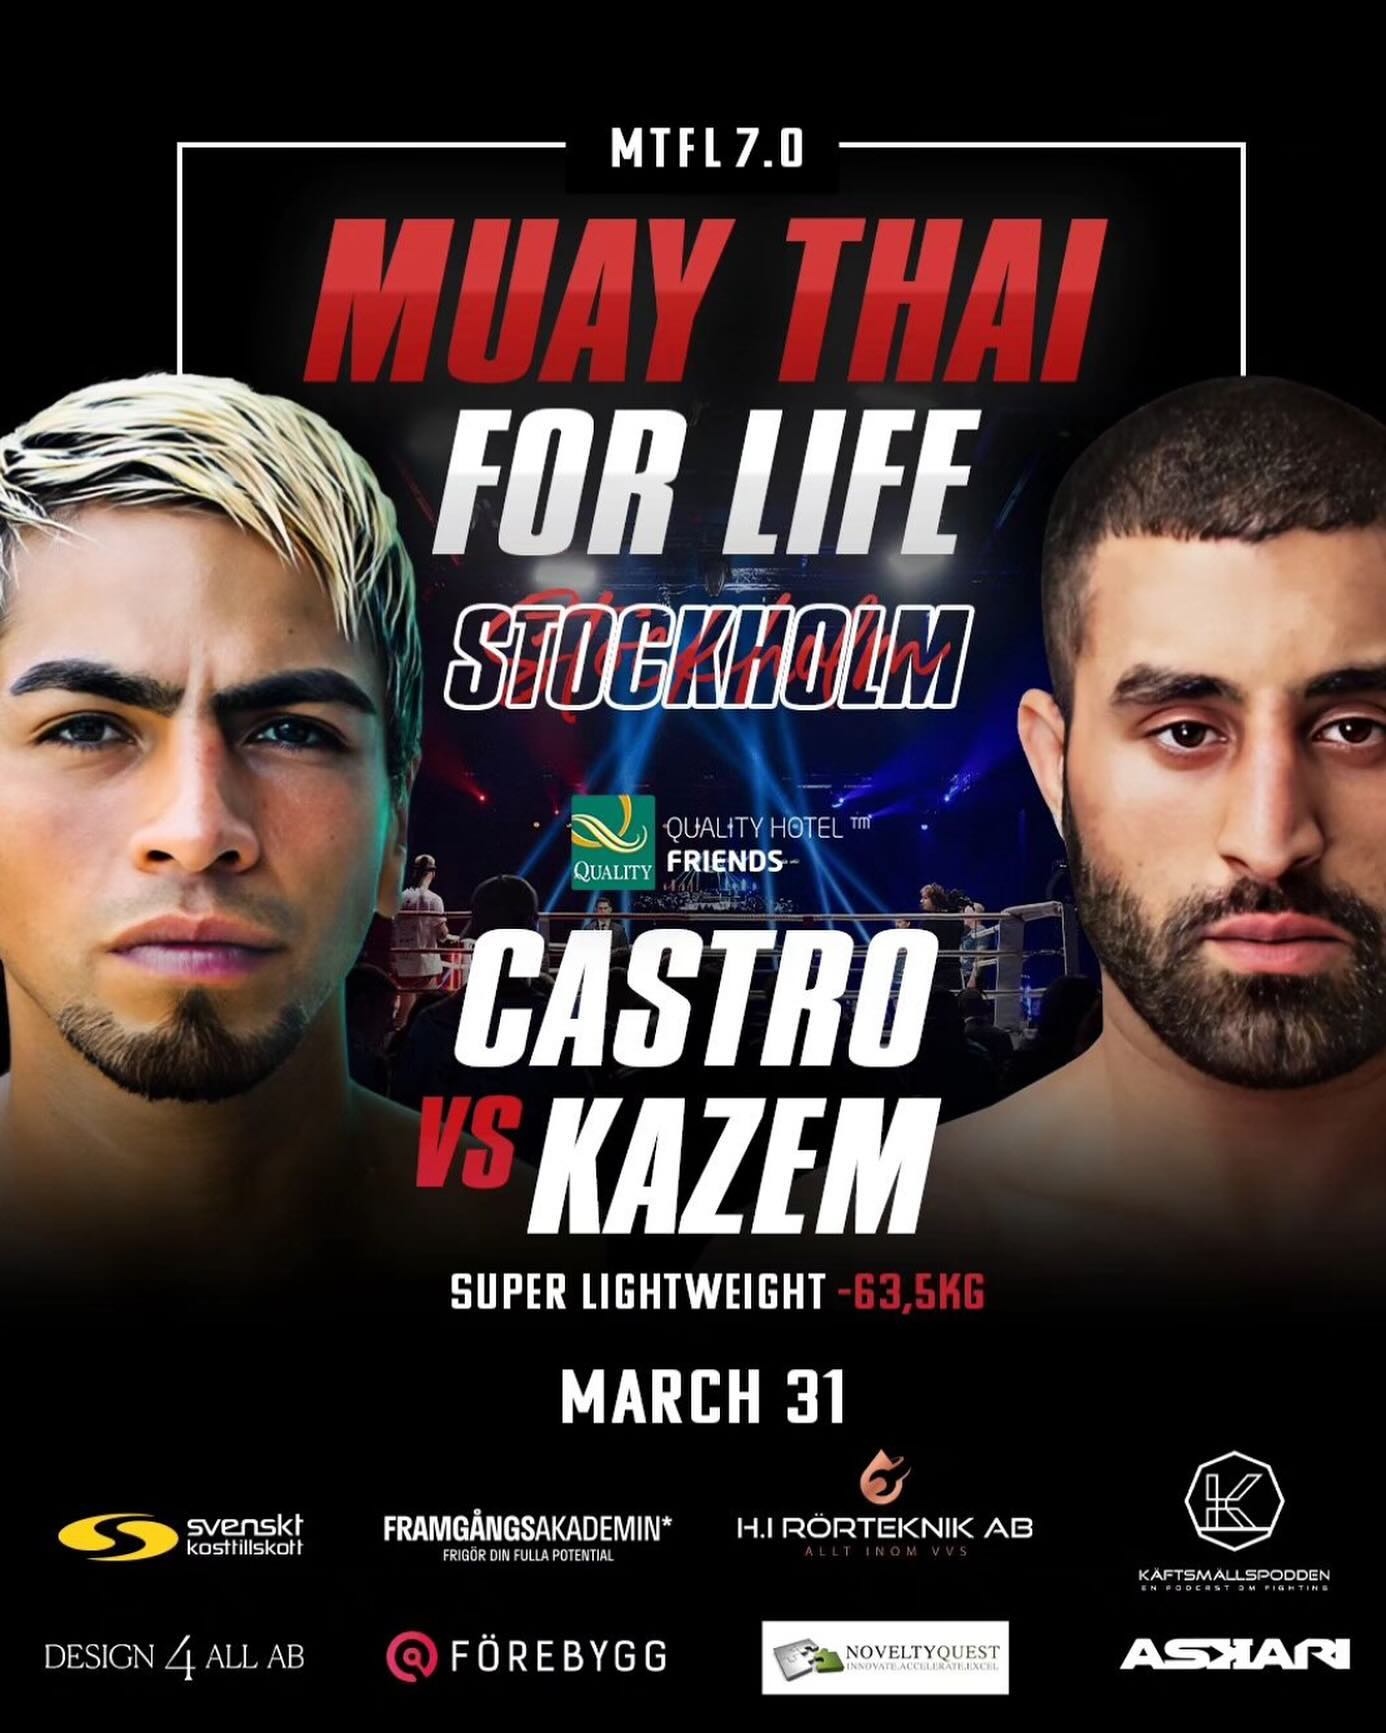 MTFL 7.0
MUAY THAI
FOR LIFE
STOCKHOLM
Stockholm
QUALITY
QUALITY HOTEL™
FRIENDS
CASTRO
VS KAZEM
SUPER LIGHTWEIGHT -63,5KG
MARCH 31
svenskt
kosttillskott
FRAMGÅNGSAKADEMIN*
FRIGÖR DIN FULLA POTENTIAL
H.I RÖRTEKNIK AB
ALLT INOM VVS
K
KÄFTSMÄLLSPODDEN
EN PODCAST OM FIGHTING
DESIGN 4 ALL AB
FÖREBYGG
NOVELTYQUEST
INNOVATE.ACCELERATE.EXCEL
ASKARI